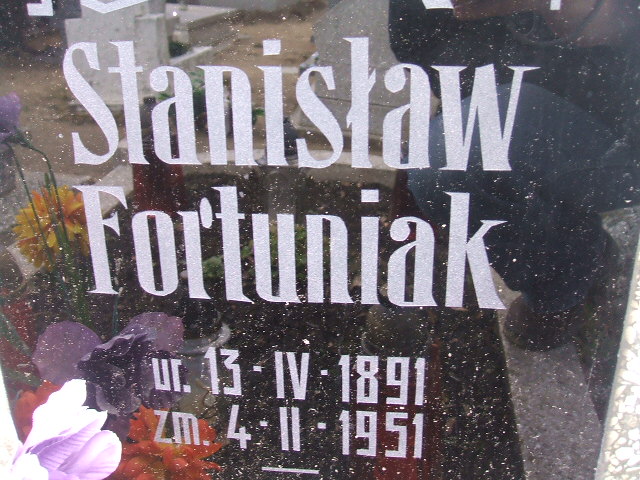 Stanisław
Fortuniak
ur. 13 · IV · 1891
zm. 4 · II · 1951